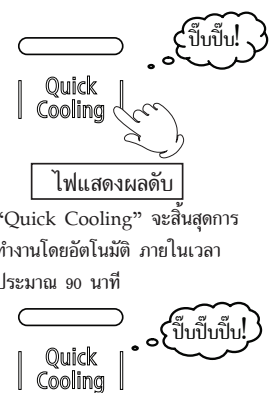 ปี๊บปี๊บ!
Quick
Cooling
ไฟแสดงผลดับ
“Quick Cooling” จะสิ้นสุดการ
ทำงานโดยอัตโนมัติ ภายในเวลา
ประมาณ 90 นาที
ปี๊บปี๊บปี๊บ!
Quick
Cooling